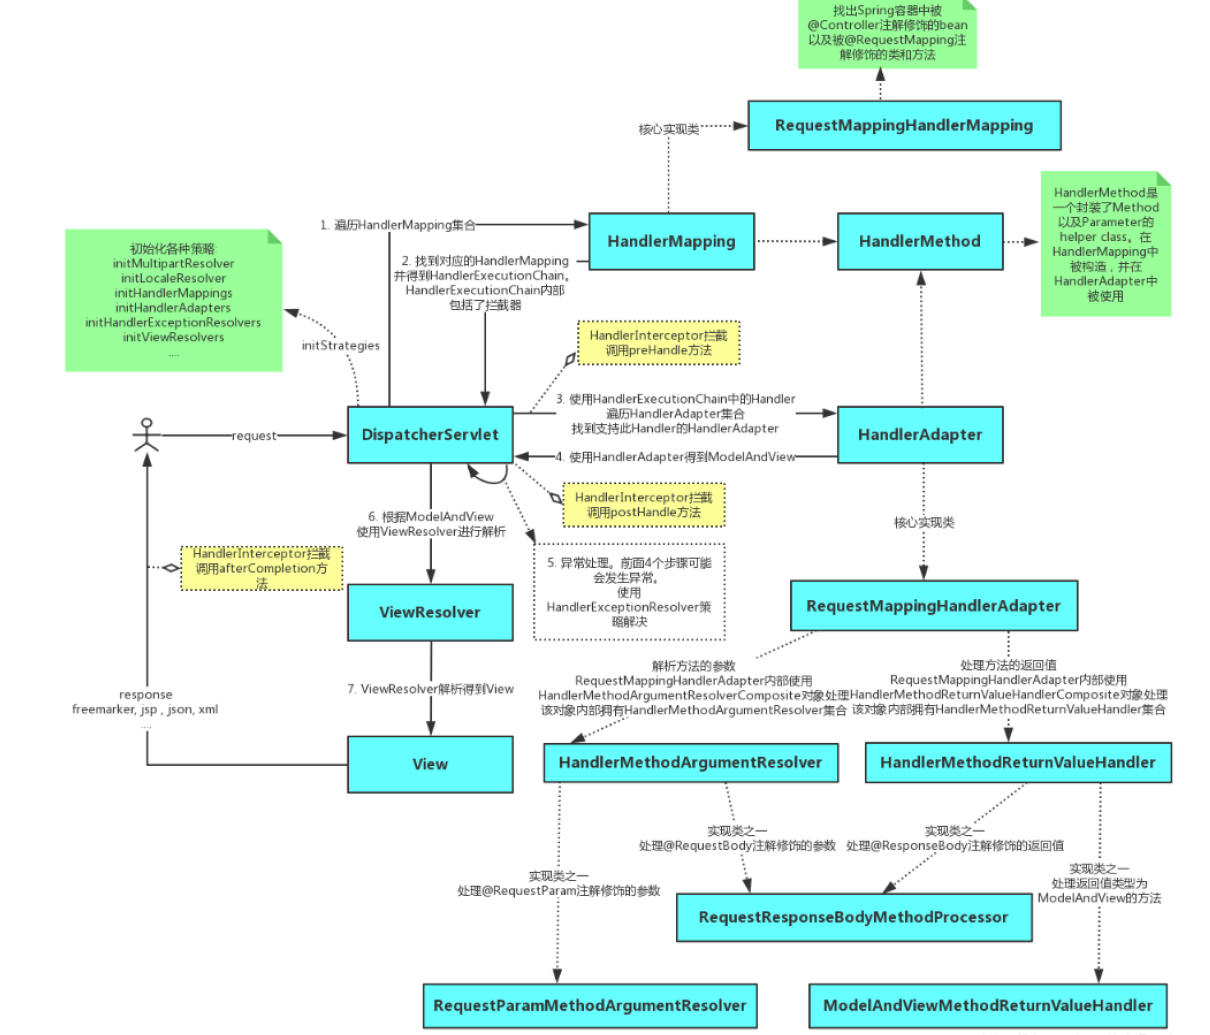 找出Spring容器中被
@Controller注解修饰的bean
以及被@RequestMapping注
解修饰的类和方法
核心实现类
RequestMappingHandlerMapping
HandlerMethod是
一个封装了Method
以及Parameter的
helper class。在
HandlerMapping中
被构造，并在
HandlerAdapter中
被使用
1. 遍历HandlerMapping集合
HandlerMapping
HandlerMethod
初始化各种策略:
initMultipartResolver
initLocaleResolver
initHandlerMappings
initHandlerAdapters
initHandlerExceptionResolvers
initViewResolvers
....
2. 找到对应的HandlerMapping
并得到HandlerExecutionChain。
HandlerExecutionChain内部
包括了拦截器
initStrategies
HandlerInterceptor拦截
调用preHandle方法
3. 使用HandlerExecutionChain中的Handler
遍历HandlerAdapter集合
找到支持此Handler的HandlerAdapter
request
DispatcherServlet
HandlerAdapter
4. 使用HandlerAdapter得到ModelAndView
HandlerInterceptor拦截
调用postHandle方法
6. 根据ModelAndView
使用ViewResolver进行解析
核心实现类
HandlerInterceptor拦截
调用afterCompletion方
法
5. 异常处理。前面4个步骤可能
会发生异常。
使用
HandlerExceptionResolver策
略解决
ViewResolver
RequestMappingHandlerAdapter
解析方法的参数
RequestMappingHandlerAdapter内部使用
HandlerMethodArgumentResolverComposite对象处理
该对象内部拥有HandlerMethodArgumentResolver集合
处理方法的返回值
RequestMappingHandlerAdapter内部使用
HandlerMethodReturnValueHandlerComposite对象处理
该对象内部拥有HandlerMethodReturnValueHandler集合
7. ViewResolver解析得到View
response
freemarker, jsp , json, xml
....
View
HandlerMethodArgumentResolver
HandlerMethodReturnValueHandler
实现类之一
处理@RequestBody注解修饰的参数
实现类之一
处理@ResponseBody注解修饰的返回值
实现类之一
处理@RequestParam注解修饰的参数
实现类之一
处理返回值类型为
ModelAndView的方法
RequestResponseBodyMethodProcessor
RequestParamMethodArgumentResolver
ModelAndViewMethodReturnValueHandler